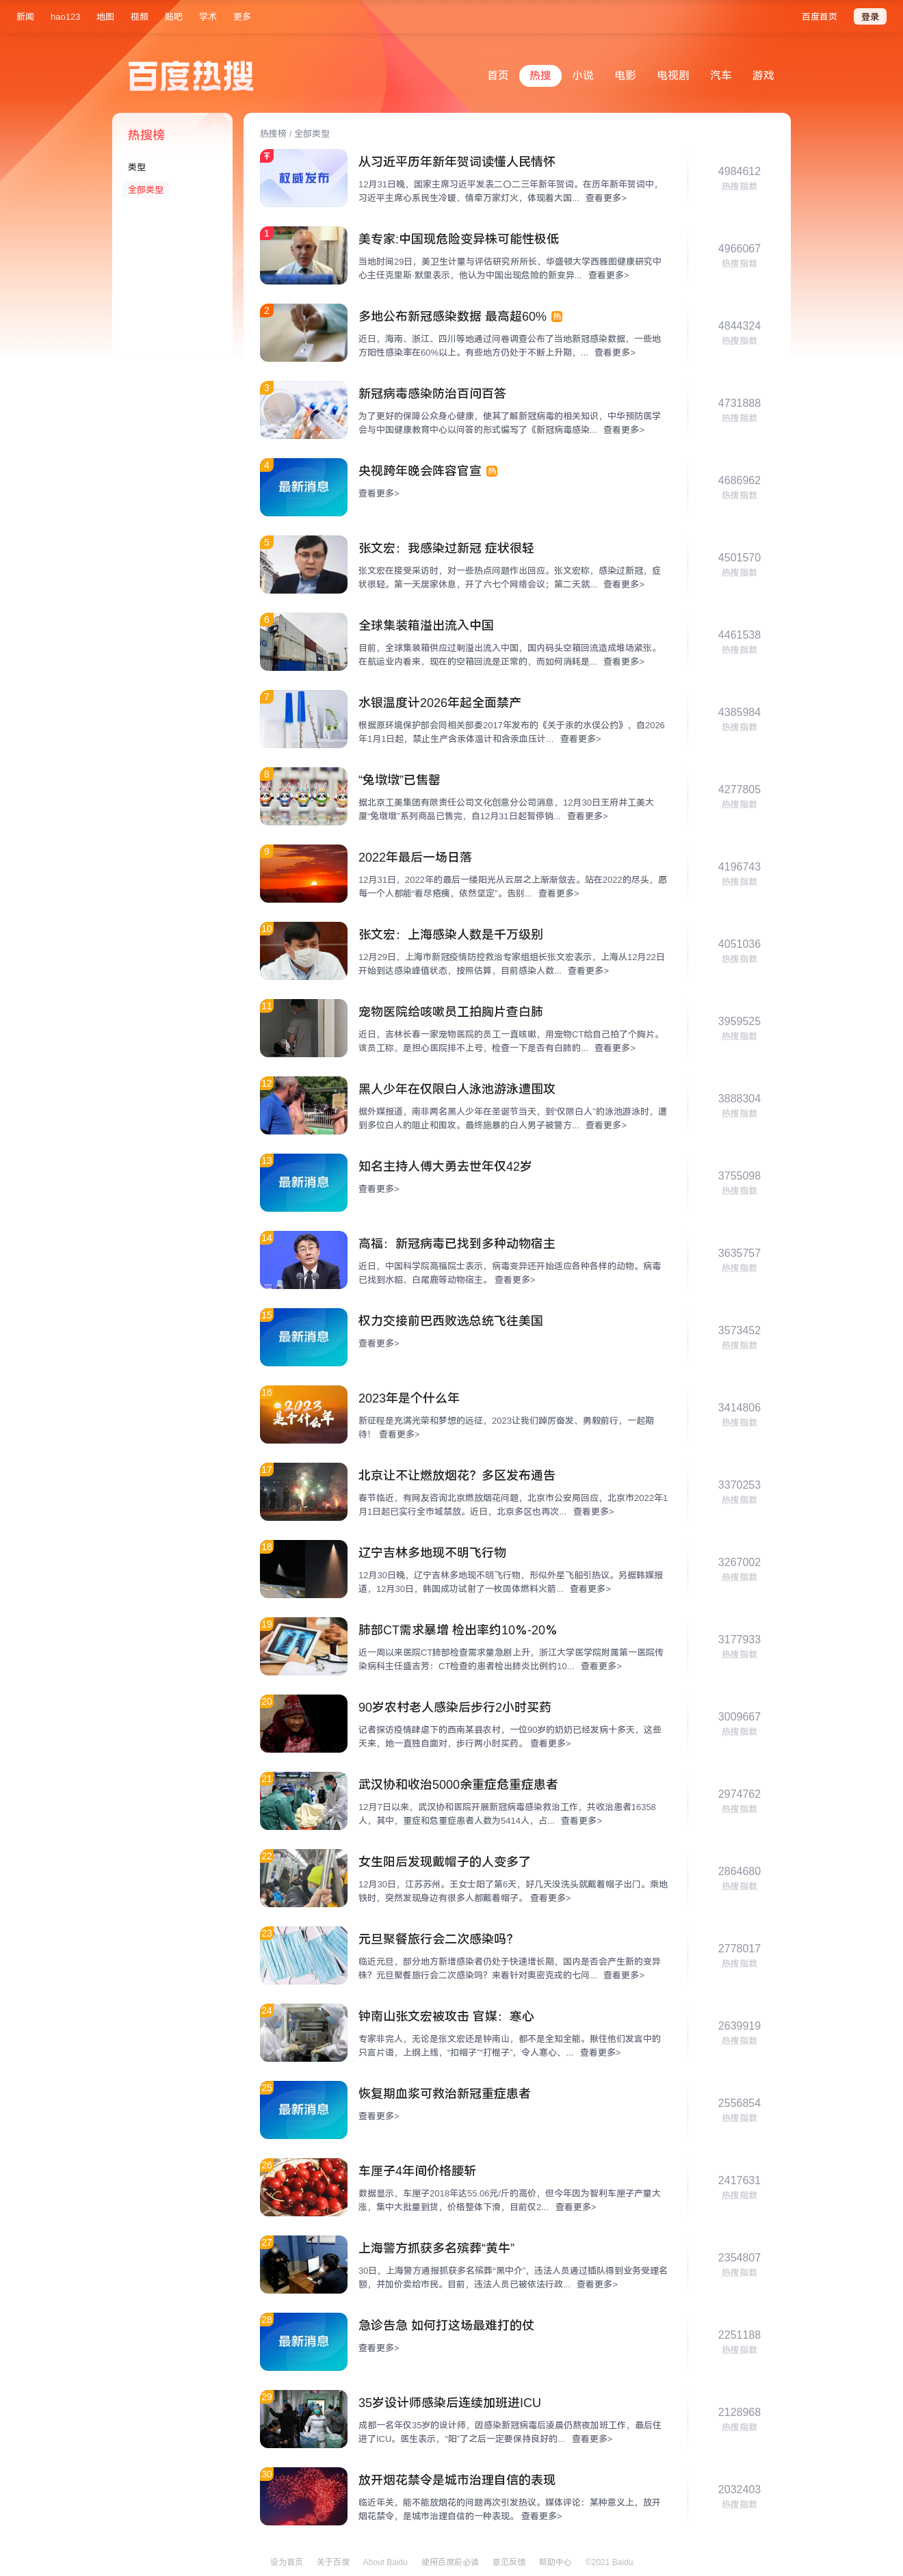 新闻 hao123 地图 视频 贴吧 学术 更多 百度首页 登录
百度热搜
首页 热搜 小说 电影 电视剧 汽车 游戏
热搜榜
类型
全部类型
热搜榜 / 全部类型
权威发布
从习近平历年新年贺词读懂人民情怀
12月31日晚，国家主席习近平发表二〇二三年新年贺词。在历年新年贺词中，
习近平主席心系民生冷暖、情牵万家灯火，体现着大国... 查看更多>
4984612
热搜指数
1
美专家:中国现危险变异株可能性极低
当地时间29日，美卫生计量与评估研究所所长、华盛顿大学西雅图健康研究中
心主任克里斯·默里表示，他认为中国出现危险的新变异... 查看更多>
4966067
热搜指数
2
多地公布新冠感染数据 最高超60% 热
近日，海南、浙江、四川等地通过问卷调查公布了当地新冠感染数据，一些地
方阳性感染率在60%以上。有些地方仍处于不断上升期，... 查看更多>
4844324
热搜指数
3
新冠病毒感染防治百问百答
为了更好的保障公众身心健康，使其了解新冠病毒的相关知识，中华预防医学
会与中国健康教育中心以问答的形式编写了《新冠病毒感染... 查看更多>
4731888
热搜指数
4
最新消息
央视跨年晚会阵容官宣 热
查看更多>
4686962
热搜指数
5
张文宏：我感染过新冠 症状很轻
张文宏在接受采访时，对一些热点问题作出回应。张文宏称，感染过新冠，症
状很轻。第一天居家休息，开了六七个网络会议；第二天就... 查看更多>
4501570
热搜指数
6
全球集装箱溢出流入中国
目前，全球集装箱供应过剩溢出流入中国，国内码头空箱回流造成堆场紧张。
在航运业内看来，现在的空箱回流是正常的，而如何消耗是... 查看更多>
4461538
热搜指数
7
水银温度计2026年起全面禁产
根据原环境保护部会同相关部委2017年发布的《关于汞的水俣公约》，自2026
年1月1日起，禁止生产含汞体温计和含汞血压计... 查看更多>
4385984
热搜指数
8
“兔墩墩”已售罄
据北京工美集团有限责任公司文化创意分公司消息，12月30日王府井工美大
厦“兔墩墩”系列商品已售完，自12月31日起暂停销... 查看更多>
4277805
热搜指数
9
2022年最后一场日落
12月31日，2022年的最后一缕阳光从云层之上渐渐敛去。站在2022的尽头，愿
每一个人都能“看尽疮痍，依然坚定”。告别... 查看更多>
4196743
热搜指数
10
张文宏：上海感染人数是千万级别
12月29日，上海市新冠疫情防控救治专家组组长张文宏表示，上海从12月22日
开始到达感染峰值状态，按照估算，目前感染人数... 查看更多>
4051036
热搜指数
11
宠物医院给咳嗽员工拍胸片查白肺
近日，吉林长春一家宠物医院的员工一直咳嗽，用宠物CT给自己拍了个胸片。
该员工称，是担心医院排不上号，检查一下是否有白肺的... 查看更多>
3959525
热搜指数
12
黑人少年在仅限白人泳池游泳遭围攻
据外媒报道，南非两名黑人少年在圣诞节当天，到“仅限白人”的泳池游泳时，遭
到多位白人的阻止和围攻。最终施暴的白人男子被警方... 查看更多>
3888304
热搜指数
13
最新消息
知名主持人傅大勇去世年仅42岁
查看更多>
3755098
热搜指数
14
高福：新冠病毒已找到多种动物宿主
近日，中国科学院高福院士表示，病毒变异还开始适应各种各样的动物。病毒
已找到水貂、白尾鹿等动物宿主。 查看更多>
3635757
热搜指数
15
最新消息
权力交接前巴西败选总统飞往美国
查看更多>
3573452
热搜指数
16
2023
是个什么年
2023年是个什么年
新征程是充满光荣和梦想的远征，2023让我们踔厉奋发、勇毅前行，一起期
待！ 查看更多>
3414806
热搜指数
17
北京让不让燃放烟花？多区发布通告
春节临近，有网友咨询北京燃放烟花问题，北京市公安局回应，北京市2022年1
月1日起已实行全市域禁放。近日，北京多区也再次... 查看更多>
3370253
热搜指数
18
辽宁吉林多地现不明飞行物
12月30日晚，辽宁吉林多地现不明飞行物，形似外星飞船引热议。另据韩媒报
道，12月30日，韩国成功试射了一枚固体燃料火箭... 查看更多>
3267002
热搜指数
19
肺部CT需求暴增 检出率约10%-20%
近一周以来医院CT肺部检查需求量急剧上升，浙江大学医学院附属第一医院传
染病科主任盛吉芳：CT检查的患者检出肺炎比例约10... 查看更多>
3177933
热搜指数
20
90岁农村老人感染后步行2小时买药
记者探访疫情肆虐下的西南某县农村，一位90岁的奶奶已经发病十多天，这些
天来，她一直独自面对，步行两小时买药。 查看更多>
3009667
热搜指数
21
武汉协和收治5000余重症危重症患者
12月7日以来，武汉协和医院开展新冠病毒感染救治工作，共收治患者16358
人，其中，重症和危重症患者人数为5414人，占... 查看更多>
2974762
热搜指数
22
女生阳后发现戴帽子的人变多了
12月30日，江苏苏州。王女士阳了第6天，好几天没洗头就戴着帽子出门。乘地
铁时，突然发现身边有很多人都戴着帽子。 查看更多>
2864680
热搜指数
23
元旦聚餐旅行会二次感染吗？
临近元旦，部分地方新增感染者仍处于快速增长期，国内是否会产生新的变异
株？元旦聚餐旅行会二次感染吗？来看针对奥密克戎的七问... 查看更多>
2778017
热搜指数
24
钟南山张文宏被攻击 官媒：寒心
专家非完人，无论是张文宏还是钟南山，都不是全知全能。揪住他们发言中的
只言片语，上纲上线，“扣帽子”“打棍子”，令人寒心、... 查看更多>
2639919
热搜指数
25
最新消息
恢复期血浆可救治新冠重症患者
查看更多>
2556854
热搜指数
26
车厘子4年间价格腰斩
数据显示，车厘子2018年达55.06元/斤的高价，但今年因为智利车厘子产量大
涨，集中大批量到货，价格整体下滑，目前仅2... 查看更多>
2417631
热搜指数
27
上海警方抓获多名殡葬“黄牛”
30日，上海警方通报抓获多名殡葬“黑中介”，违法人员通过插队得到业务受理名
额，并加价卖给市民。目前，违法人员已被依法行政... 查看更多>
2354807
热搜指数
28
最新消息
急诊告急 如何打这场最难打的仗
查看更多>
2251188
热搜指数
29
35岁设计师感染后连续加班进ICU
成都一名年仅35岁的设计师，因感染新冠病毒后凌晨仍熬夜加班工作，最后住
进了ICU。医生表示，“阳”了之后一定要保持良好的... 查看更多>
2128968
热搜指数
30
放开烟花禁令是城市治理自信的表现
临近年关，能不能放烟花的问题再次引发热议。媒体评论：某种意义上，放开
烟花禁令，是城市治理自信的一种表现。 查看更多>
2032403
热搜指数
设为首页 关于百度 About Baidu 使用百度前必读 意见反馈 帮助中心 ©2021 Baidu